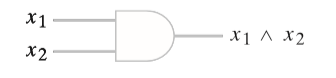 x₁
x₂
x₁ ∧ x₂